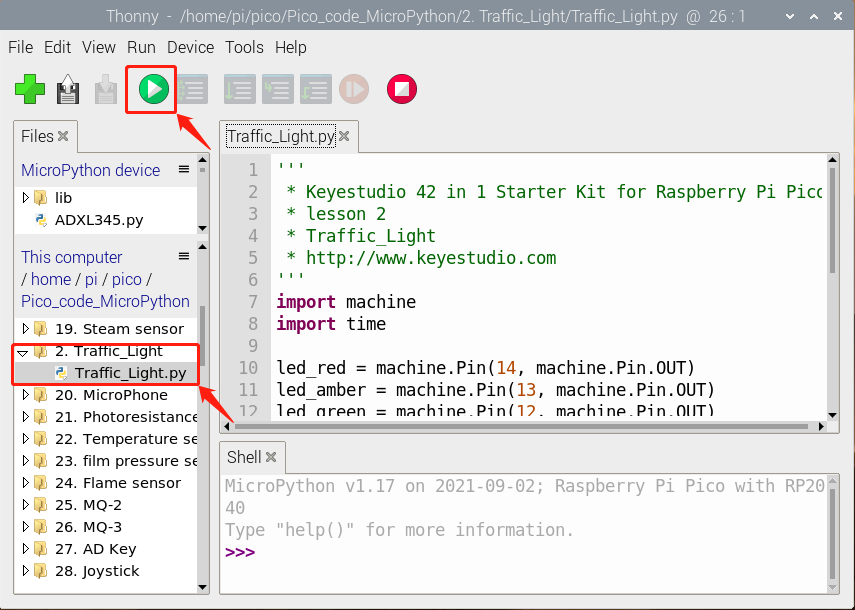 Thonny - /home/pi/pico/Pico_code_MicroPython/2. Traffic_Light/Traffic_Light.py @ 26 : 1
File Edit View Run Device Tools Help
Files
MicroPython device
lib
ADXL345.py
This computer
/ home / pi / pico /
Pico_code_MicroPython
19. Steam sensor
2. Traffic_Light
Traffic_Light.py
20. MicroPhone
21. Photoresistance
22. Temperature se
23. film pressure se
24. Flame sensor
25. MQ-2
26. MQ-3
27. AD Key
28. Joystick
Traffic_Light.py
1 '''
2 * Keyestudio 42 in 1 Starter Kit for Raspberry Pi Pico
3 * lesson 2
4 * Traffic_Light
5 * http://www.keyestudio.com
6 '''
7 import machine
8 import time
9
10 led_red = machine.Pin(14, machine.Pin.OUT)
11 led_amber = machine.Pin(13, machine.Pin.OUT)
12 led_green = machine.Pin(12, machine.Pin.OUT)
Shell
MicroPython v1.17 on 2021-09-02; Raspberry Pi Pico with RP20
40
Type "help()" for more information.
>>>